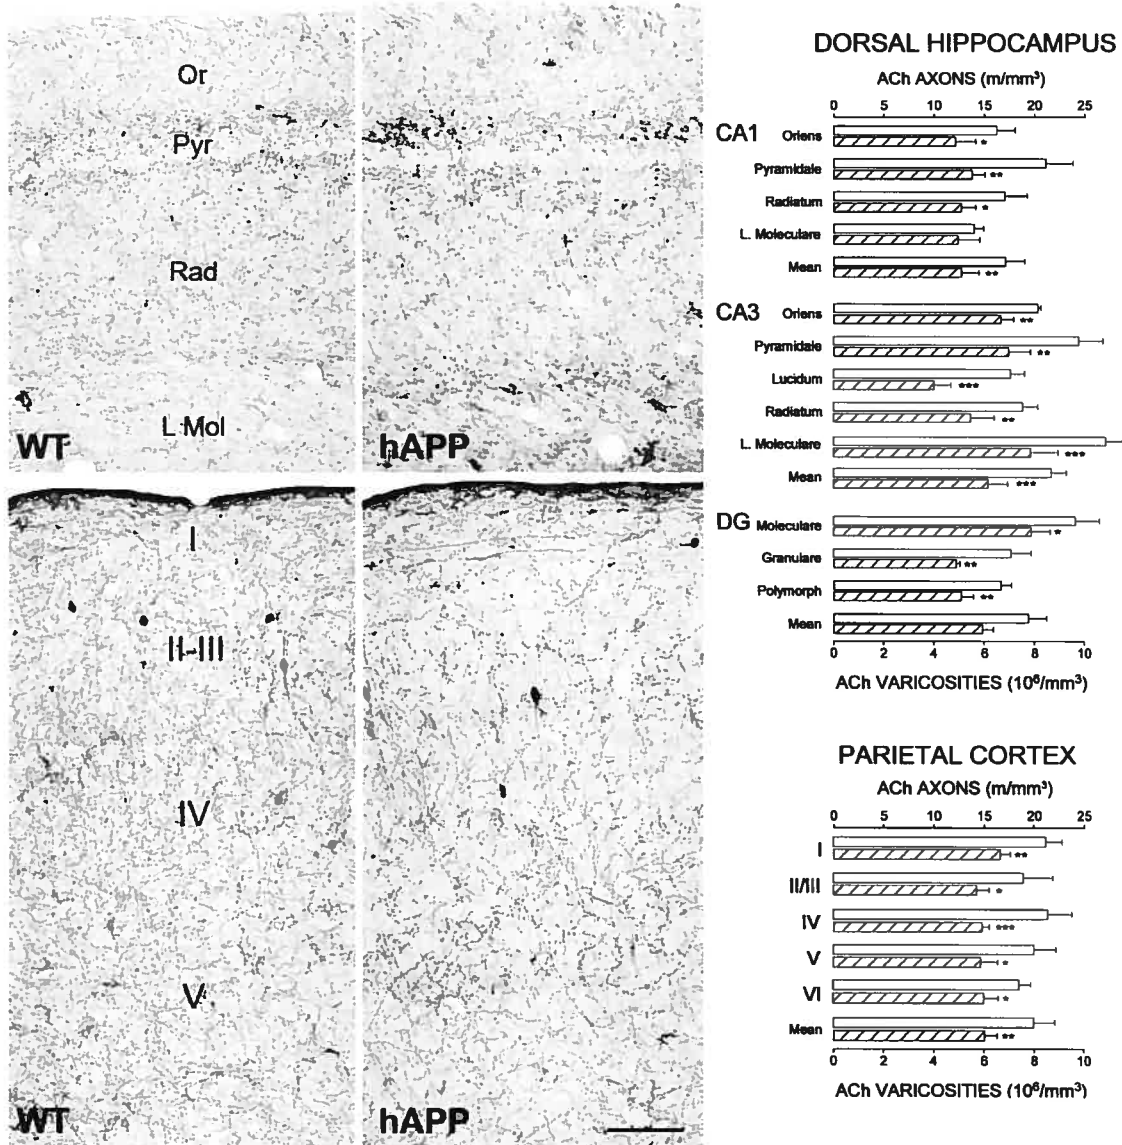 Or
Pyr
Rad
L Mol
WT
hAPP
I
II-III
IV
V
WT
hAPP
DORSAL HIPPOCAMPUS
ACh AXONS (m/mm³)
0 5 10 15 20 25
CA1
Oriens *
Pyramidale **
Radiatum *
L. Moleculare
Mean **
CA3
Oriens **
Pyramidale **
Lucidum ***
Radiatum **
L. Moleculare ***
Mean ***
DG
Moleculare *
Granulare **
Polymorph **
Mean
0 2 4 6 8 10
ACh VARICOSITIES (10⁶/mm³)
PARIETAL CORTEX
ACh AXONS (m/mm³)
0 5 10 15 20 25
I **
II/III *
IV ***
V *
VI *
Mean **
0 2 4 6 8 10
ACh VARICOSITIES (10⁶/mm³)